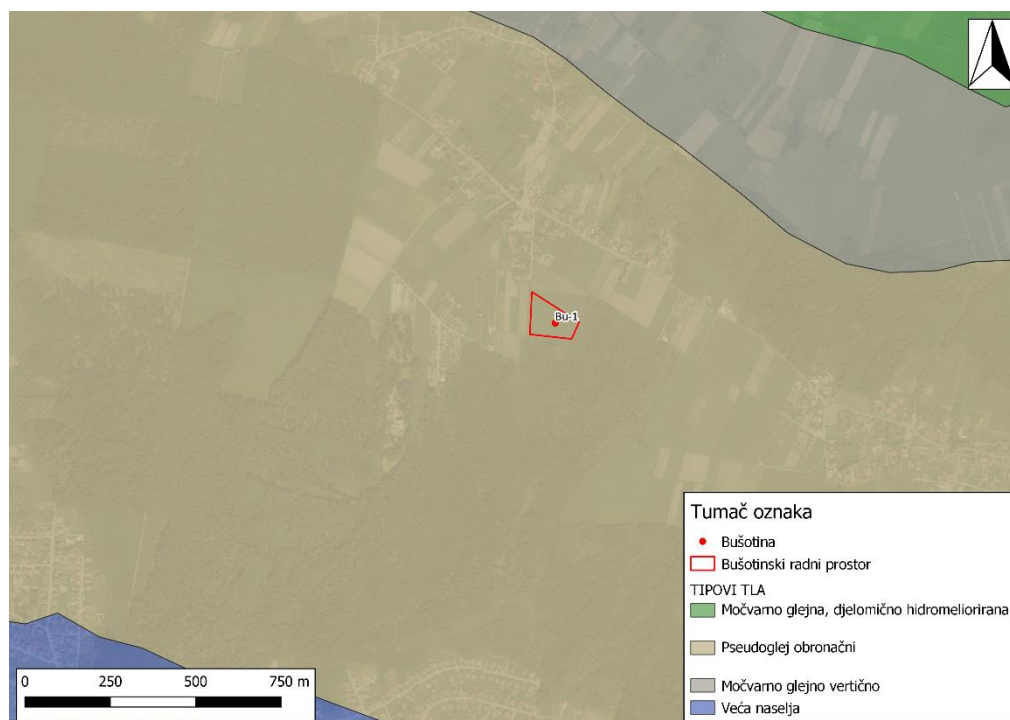 Bu-1
Tumač oznaka
Bušotina
Bušotinski radni prostor
TIPOVI TLA
Močvarno glejna, djelomično hidromeliorirana
Pseudoglej obronačni
Močvarno glejno vertično
Veća naselja
0 250 500 750 m